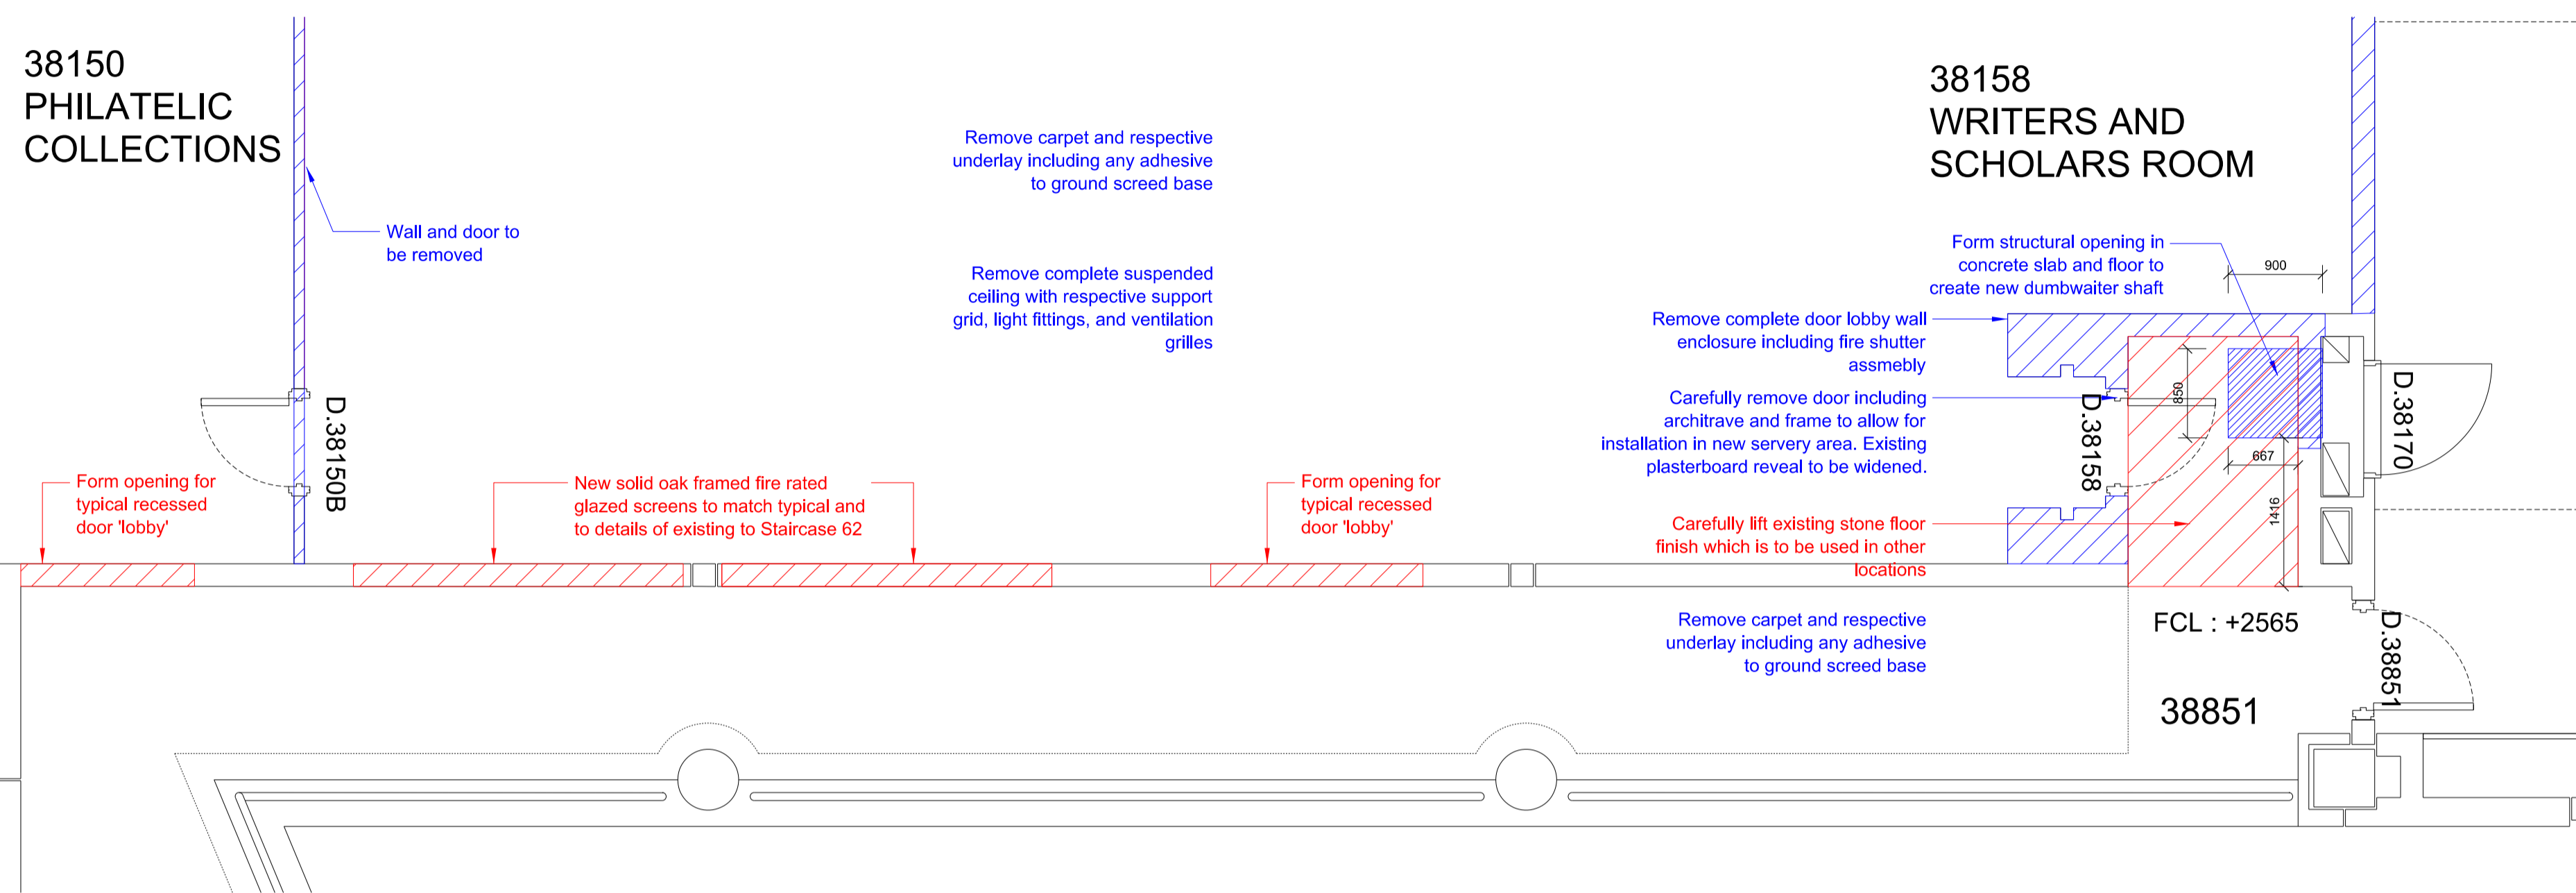 38150
PHILATELIC
COLLECTIONS
Wall and door to
be removed
D.38150B
Form opening for
typical recessed
door 'lobby'
Remove carpet and respective
underlay including any adhesive
to ground screed base
Remove complete suspended
ceiling with respective support
grid, light fittings, and ventilation
grilles
New solid oak framed fire rated
glazed screens to match typical and
to details of existing to Staircase 62
Form opening for
typical recessed
door 'lobby'
38158
WRITERS AND
SCHOLARS ROOM
Form structural opening in
concrete slab and floor to
create new dumbwaiter shaft
900
Remove complete door lobby wall
enclosure including fire shutter
assmebly
Carefully remove door including
architrave and frame to allow for
installation in new servery area. Existing
plasterboard reveal to be widened.
Carefully lift existing stone floor
finish which is to be used in other
locations
Remove carpet and respective
underlay including any adhesive
to ground screed base
D.38158
850
667
1416
D.38170
FCL : +2565
38851
D.38851